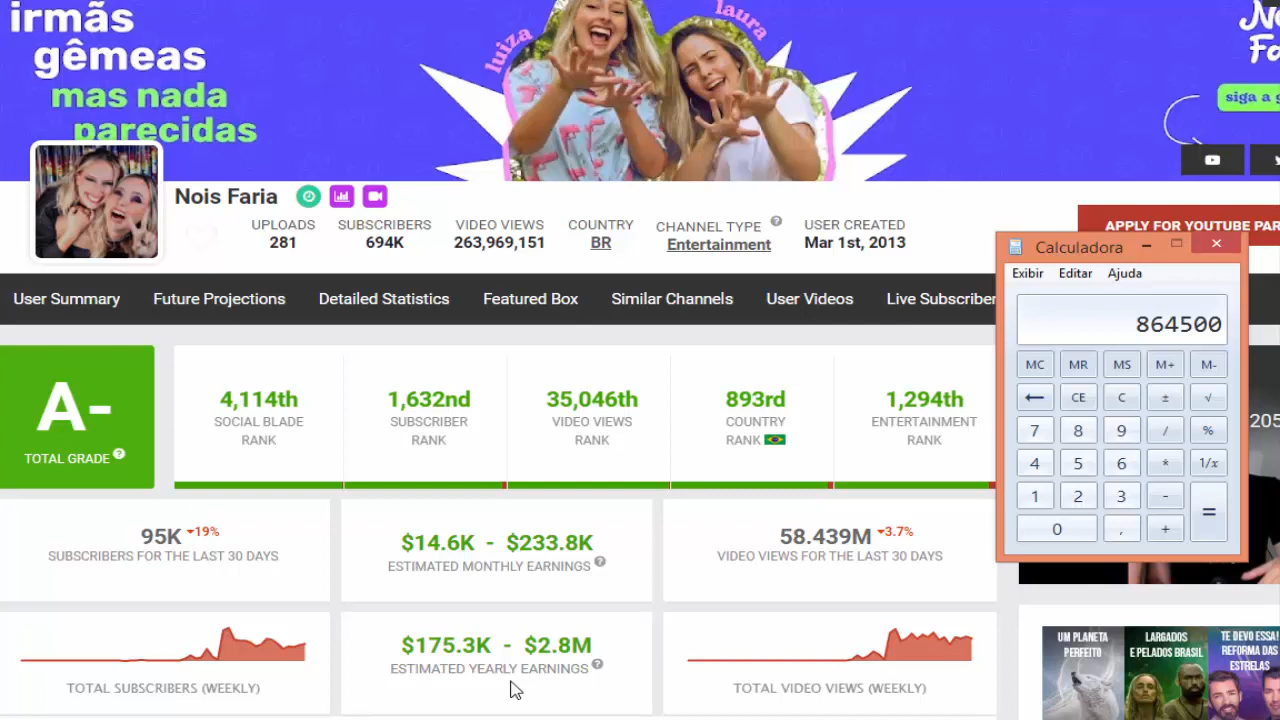 irmãs
gêmeas
mas nada
parecidas
luiza
laura
siga a
Nois Faria
UPLOADS
281
SUBSCRIBERS
694K
VIDEO VIEWS
263,969,151
COUNTRY
BR
CHANNEL TYPE ?
Entertainment
USER CREATED
Mar 1st, 2013
APPLY FOR YOUTUBE PAR
User Summary Future Projections Detailed Statistics Featured Box Similar Channels User Videos Live Subscriber
Calculadora
Exibir Editar Ajuda
864500
MC MR MS M+ M-
← CE C ± √
7 8 9 / %
4 5 6 * 1/x
1 2 3 - =
0 , +
A-
TOTAL GRADE ?
4,114th
SOCIAL BLADE
RANK
1,632nd
SUBSCRIBER
RANK
35,046th
VIDEO VIEWS
RANK
893rd
COUNTRY
RANK
1,294th
ENTERTAINMENT
RANK
205
95K -19%
SUBSCRIBERS FOR THE LAST 30 DAYS
$14.6K - $233.8K
ESTIMATED MONTHLY EARNINGS ?
58.439M -3.7%
VIDEO VIEWS FOR THE LAST 30 DAYS
TOTAL SUBSCRIBERS (WEEKLY)
$175.3K - $2.8M
ESTIMATED YEARLY EARNINGS ?
TOTAL VIDEO VIEWS (WEEKLY)
UM PLANETA
PERFEITO
LARGADOS
E PELADOS BRASIL
TE DEVO ESSA!
REFORMA DAS
ESTRELAS